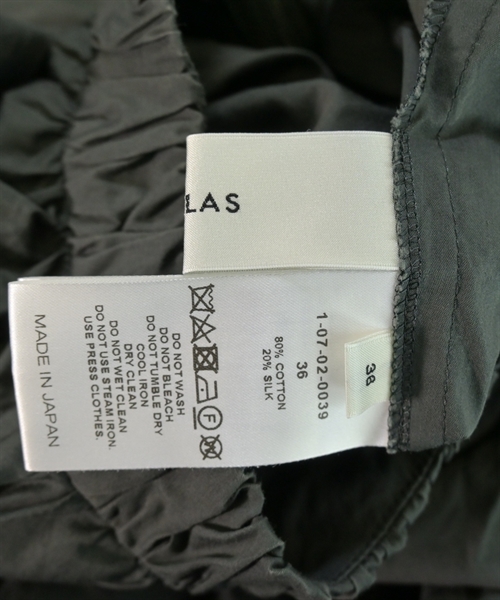 LAS
1-07-02-0039
36
36
80% COTTON
20% SILK
DO NOT WASH
DO NOT BLEACH
DO NOT TUMBLE DRY
COOL IRON
DRY CLEAN
DO NOT WET CLEAN
DO NOT USE STEAM IRON.
USE PRESS CLOTHES.
MADE IN JAPAN